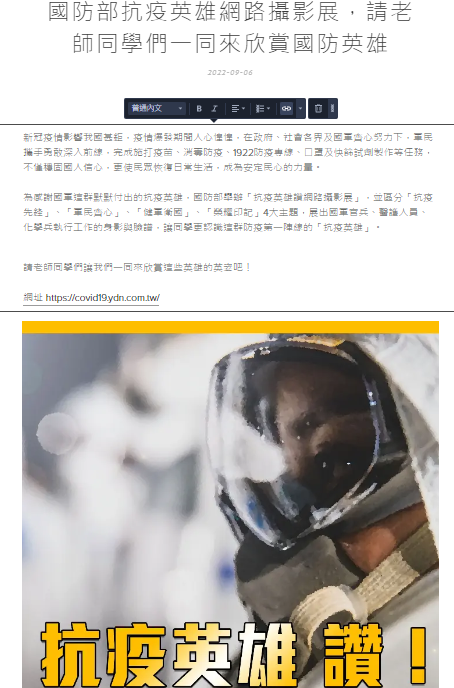 國防部抗疫英雄網路攝影展，請老
師同學們一同來欣賞國防英雄
2022-09-06
普通內文
B I
新冠疫情影響我國甚鉅，疫情爆發期間人心惶惶，在政府、社會各界及國軍齊心努力下，軍民
攜手勇敢深入前線，完成施打疫苗、消毒防疫、1922防疫專線、口罩及快篩試劑製作等任務，
不僅穩固國人信心，更使民眾恢復日常生活，成為安定民心的力量。
為感謝國軍這群默默付出的抗疫英雄，國防部舉辦「抗疫英雄讚網路攝影展」，並區分「抗疫
先鋒」、「軍民齊心」、「健軍衛國」、「榮耀印記」4大主題，展出國軍官兵、醫護人員、
化學兵執行工作的身影與臉譜，讓同學更認識這群防疫第一陣線的「抗疫英雄」。
請老師同學們讓我們一同來欣賞這些英雄的英姿吧！
網址 https://covid19.ydn.com.tw/
抗疫英雄 讚！